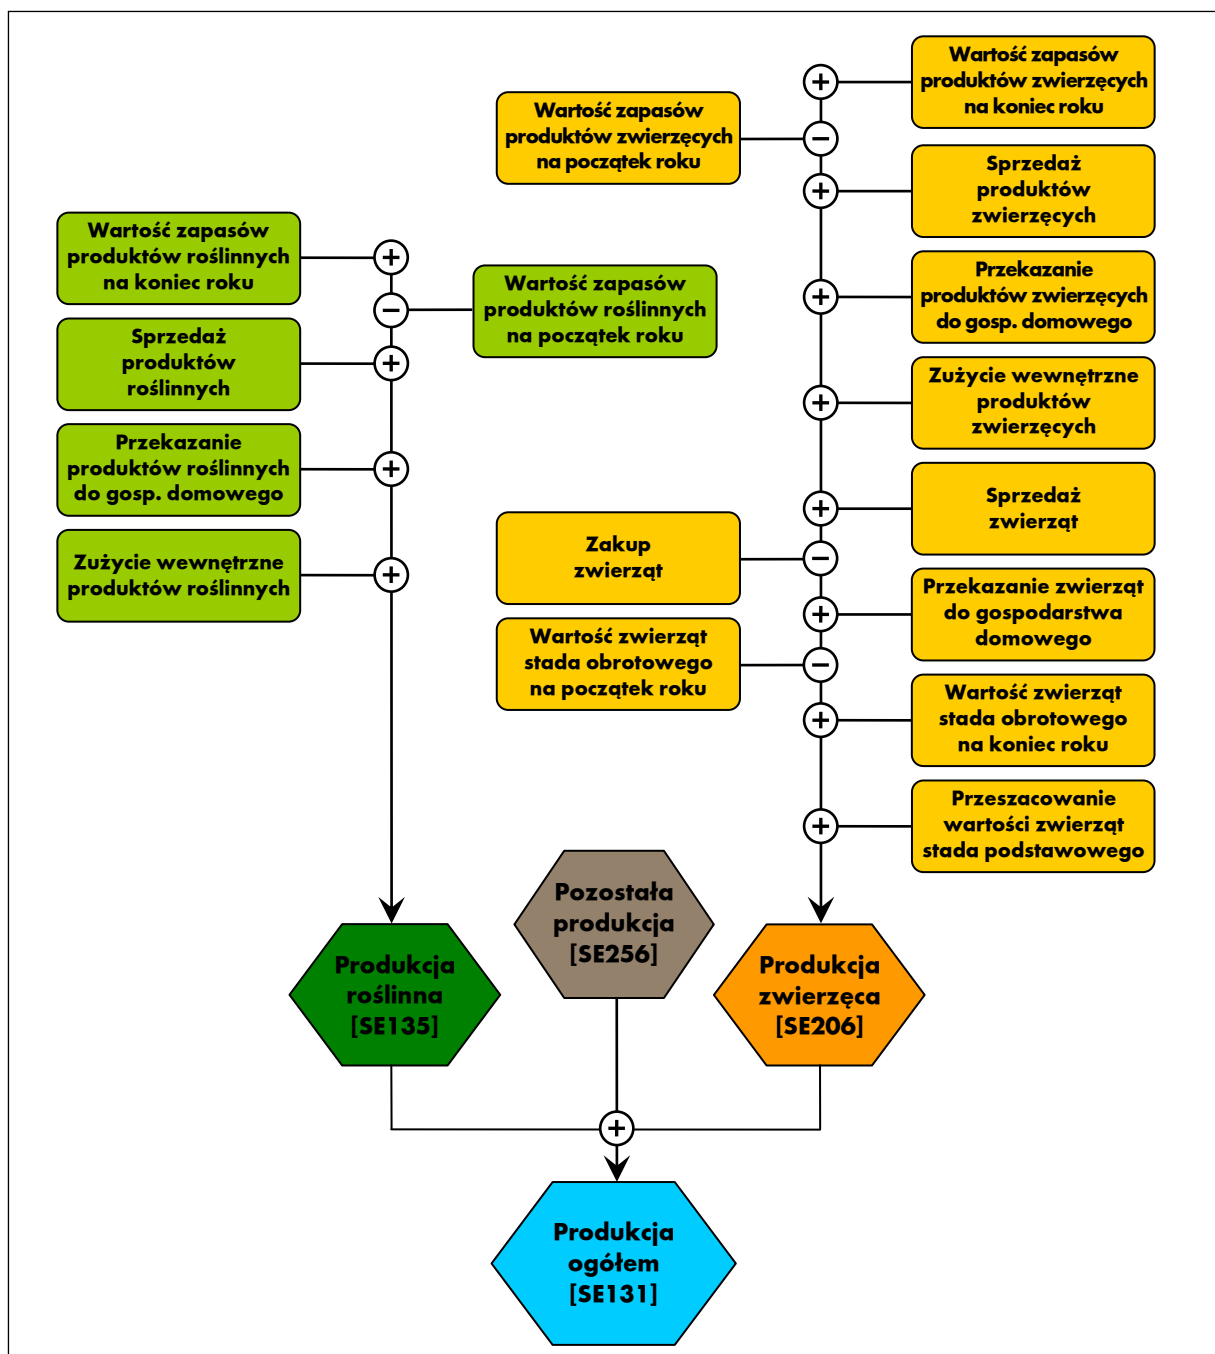 Wartość zapasów
produktów zwierzęcych
na koniec roku
Wartość zapasów
produktów zwierzęcych
na początek roku
Sprzedaż
produktów
zwierzęcych
Wartość zapasów
produktów roślinnych
na koniec roku
Wartość zapasów
produktów roślinnych
na początek roku
Przekazanie
produktów zwierzęcych
do gosp. domowego
Sprzedaż
produktów
roślinnych
Zużycie wewnętrzne
produktów
zwierzęcych
Przekazanie
produktów roślinnych
do gosp. domowego
Sprzedaż
zwierząt
Zużycie wewnętrzne
produktów roślinnych
Zakup
zwierząt
Przekazanie zwierząt
do gospodarstwa
domowego
Wartość zwierząt
stada obrotowego
na początek roku
Wartość zwierząt
stada obrotowego
na koniec roku
Przeszacowanie
wartości zwierząt
stada podstawowego
Pozostała
produkcja
[SE256]
Produkcja
roślinna
[SE135]
Produkcja
zwierzęca
[SE206]
Produkcja
ogółem
[SE131]